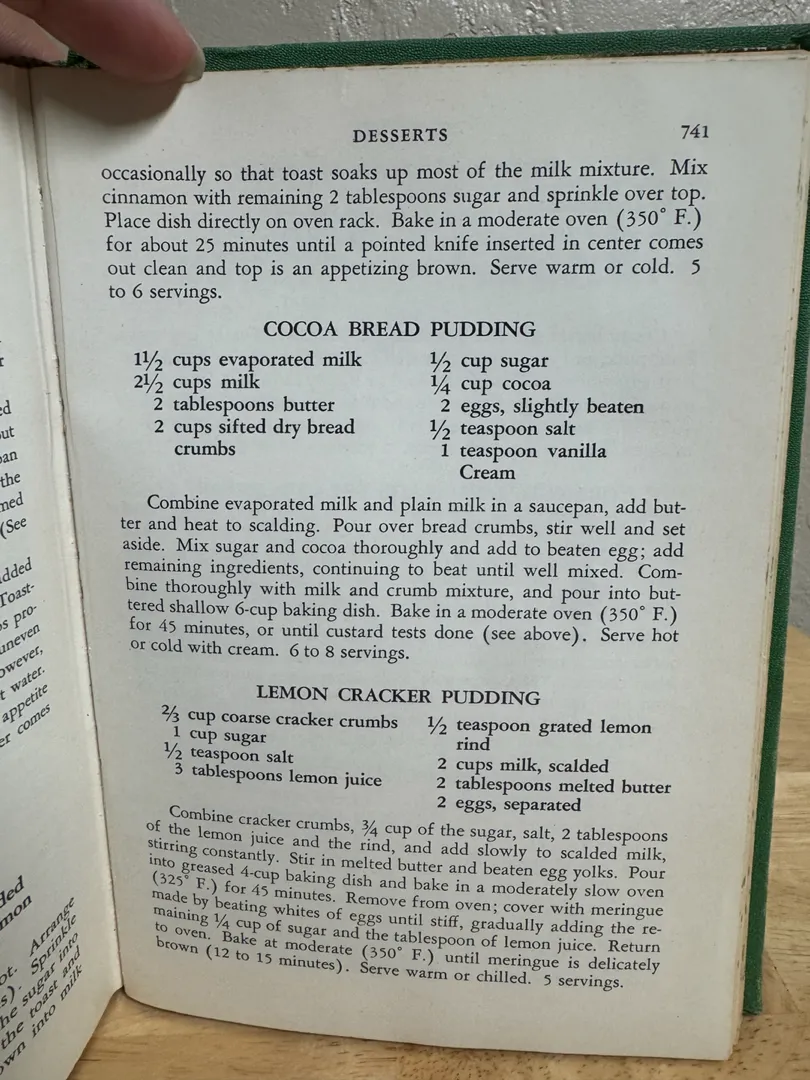 DESSERTS 741
occasionally so that toast soaks up most of the milk mixture. Mix
cinnamon with remaining 2 tablespoons sugar and sprinkle over top.
Place dish directly on oven rack. Bake in a moderate oven (350° F.)
for about 25 minutes until a pointed knife inserted in center comes
out clean and top is an appetizing brown. Serve warm or cold. 5
to 6 servings.
COCOA BREAD PUDDING
1½ cups evaporated milk
2½ cups milk
2 tablespoons butter
2 cups sifted dry bread
crumbs
½ cup sugar
¼ cup cocoa
2 eggs, slightly beaten
½ teaspoon salt
1 teaspoon vanilla
Cream
Combine evaporated milk and plain milk in a saucepan, add but-
ter and heat to scalding. Pour over bread crumbs, stir well and set
aside. Mix sugar and cocoa thoroughly and add to beaten egg; add
remaining ingredients, continuing to beat until well mixed. Com-
bine thoroughly with milk and crumb mixture, and pour into but-
tered shallow 6-cup baking dish. Bake in a moderate oven (350° F.)
for 45 minutes, or until custard tests done (see above). Serve hot
or cold with cream. 6 to 8 servings.
LEMON CRACKER PUDDING
⅔ cup coarse cracker crumbs
1 cup sugar
½ teaspoon salt
3 tablespoons lemon juice
½ teaspoon grated lemon
rind
2 cups milk, scalded
2 tablespoons melted butter
2 eggs, separated
Combine cracker crumbs, ¾ cup of the sugar, salt, 2 tablespoons
of the lemon juice and the rind, and add slowly to scalded milk,
stirring constantly. Stir in melted butter and beaten egg yolks. Pour
into greased 4-cup baking dish and bake in a moderately slow oven
(325° F.) for 45 minutes. Remove from oven; cover with meringue
made by beating whites of eggs until stiff, gradually adding the re-
maining ¼ cup of sugar and the tablespoon of lemon juice. Return
to oven. Bake at moderate (350° F.) until meringue is delicately
brown (12 to 15 minutes). Serve warm or chilled. 5 servings.